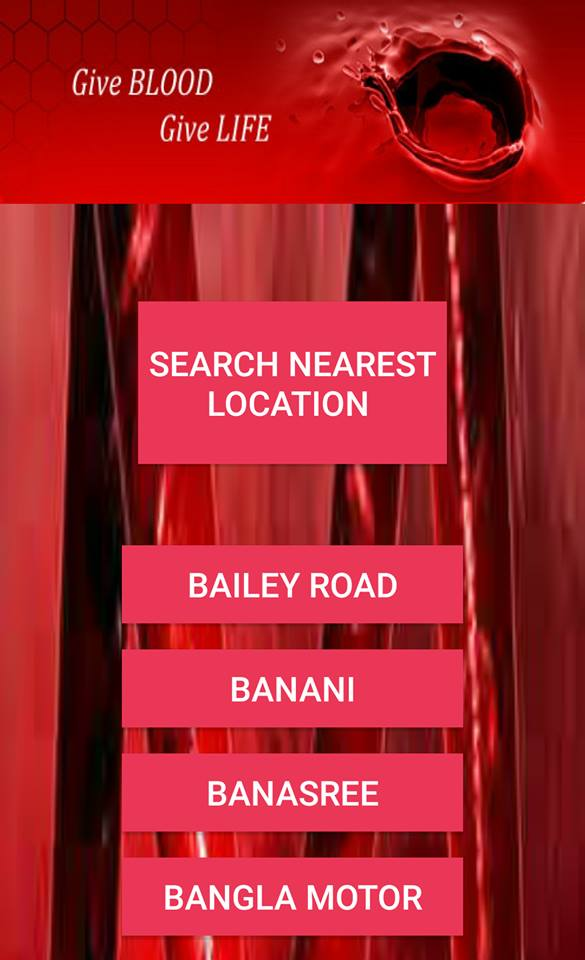 Give BLOOD
Give LIFE
SEARCH NEAREST
LOCATION
BAILEY ROAD
BANANI
BANASREE
BANGLA MOTOR